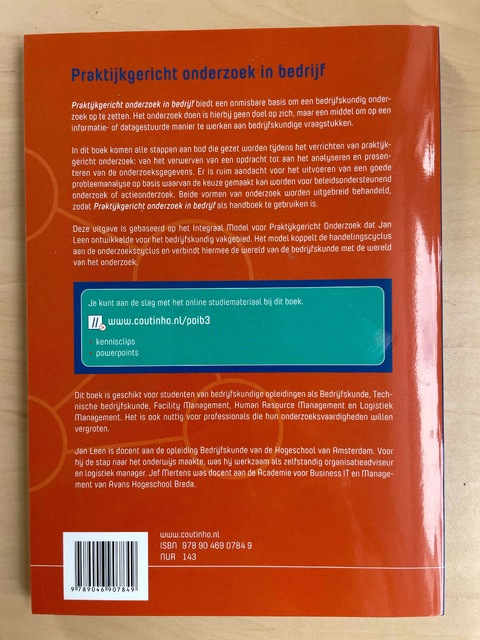 Praktijkgericht onderzoek in bedrijf
Praktijkgericht onderzoek in bedrijf biedt een onmisbare basis om een bedrijfskundig onder-
zoek op te zetten. Het onderzoek doen is hierbij geen doel op zich, maar een middel om op een
informatie- of datagestuurde manier te werken aan bedrijfskundige vraagstukken.
In dit boek komen alle stappen aan bod die gezet worden tijdens het verrichten van praktijk-
gericht onderzoek: van het verwerven van een opdracht tot aan het analyseren en presen-
teren van de onderzoeksgegevens. Er is ruim aandacht voor het uitvoeren van een goede
probleemanalyse op basis waarvan de keuze gemaakt kan worden voor beleidsondersteunend
onderzoek of actieonderzoek. Beide vormen van onderzoek worden uitgebreid behandeld,
zodat Praktijkgericht onderzoek in bedrijf als handboek te gebruiken is.
Deze uitgave is gebaseerd op het Integraal Model voor Praktijkgericht Onderzoek dat Jan
Leen ontwikkelde voor het bedrijfskundig vakgebied. Het model koppelt de handelingscyclus
aan de onderzoekscyclus en verbindt hiermee de wereld van de bedrijfskunde met de wereld
van het onderzoek.
Je kunt aan de slag met het online studiemateriaal bij dit boek.
www.coutinho.nl/poib3
• kennisclips
• powerpoints
Dit boek is geschikt voor studenten van bedrijfskundige opleidingen als Bedrijfskunde, Tech-
nische bedrijfskunde, Facility Management, Human Resource Management en Logistiek
Management. Het is ook nuttig voor professionals die hun onderzoeksvaardigheden willen
vergroten.
Jan Leen is docent aan de opleiding Bedrijfskunde van de Hogeschool van Amsterdam. Voor
hij de stap naar het onderwijs maakte, was hij werkzaam als zelfstandig organisatieadviseur
en logistiek manager. Jef Mertens was docent aan de Academie voor Business IT en Manage-
ment van Avans Hogeschool Breda.
www.coutinho.nl
ISBN 978 90 469 0784 9
NUR 143
9 789046 907849